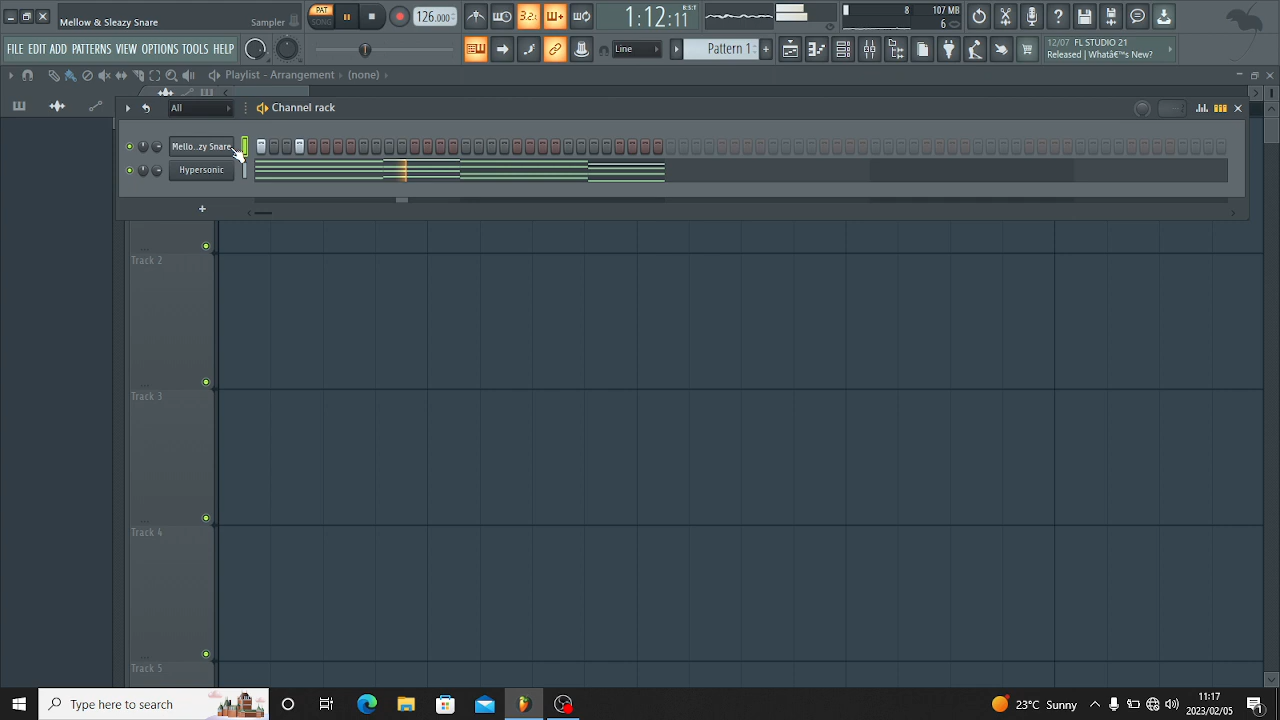 Mellow & Sleazy Snare
Sampler
PAT
SONG
126.000
3.2.
1:12:11
B:S:T
8
107 MB
6
FILE EDIT ADD PATTERNS VIEW OPTIONS TOOLS HELP
Line
Pattern 1
12/07 FL STUDIO 21
Released | Whatâ€™s New?
Playlist - Arrangement
(none)
All
Channel rack
Mello..zy Snare
Hypersonic
Track 2
Track 3
Track 4
Track 5
Type here to search
23°C Sunny
11:17
2023/02/05